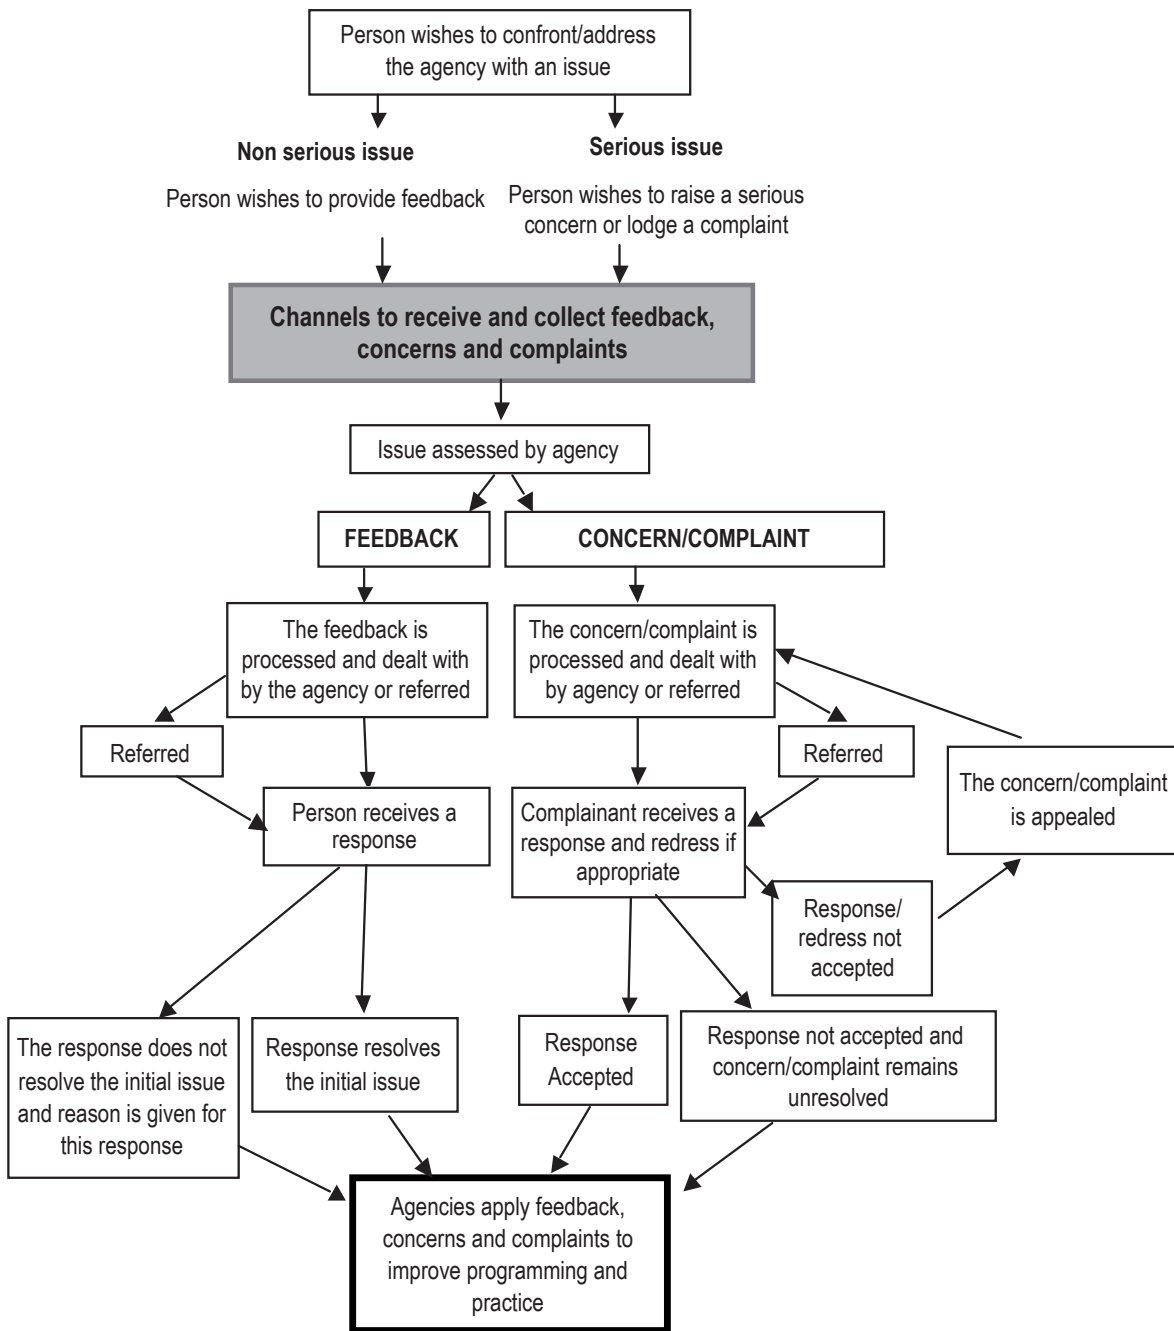 Person wishes to confront/address
the agency with an issue
Non serious issue
Serious issue
Person wishes to provide feedback
Person wishes to raise a serious
concern or lodge a complaint
Channels to receive and collect feedback,
concerns and complaints
Issue assessed by agency
FEEDBACK
CONCERN/COMPLAINT
The feedback is
processed and dealt with
by the agency or referred
The concern/complaint is
processed and dealt with
by agency or referred
Referred
Referred
The concern/complaint
is appealed
Person receives a
response
Complainant receives a
response and redress if
appropriate
Response/
redress not
accepted
The response does not
resolve the initial issue
and reason is given for
this response
Response resolves
the initial issue
Response
Accepted
Response not accepted and
concern/complaint remains
unresolved
Agencies apply feedback,
concerns and complaints to
improve programming and
practice